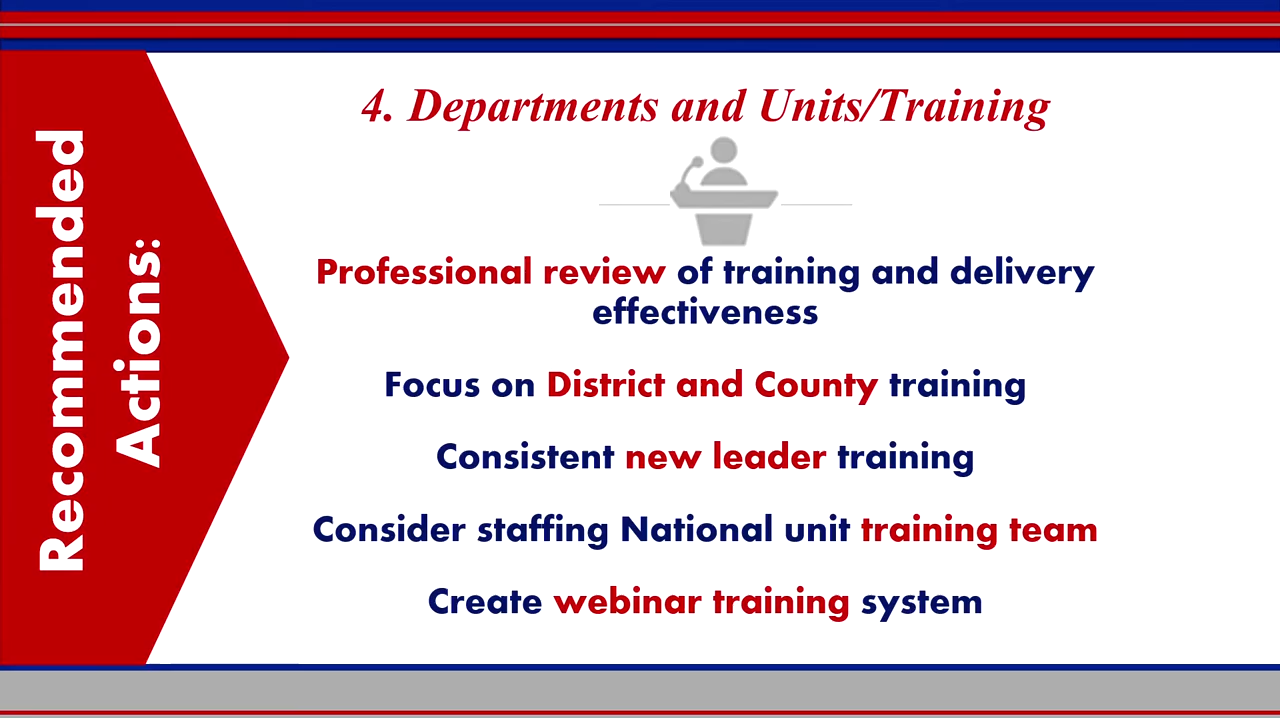 Recommended
Actions:
4. Departments and Units/Training
Professional review of training and delivery
effectiveness
Focus on District and County training
Consistent new leader training
Consider staffing National unit training team
Create webinar training system